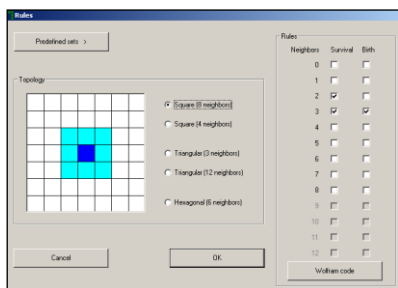 Rules
Predefined sets >
Topology
Square (8 neighbors)
Square (4 neighbors)
Triangular (3 neighbors)
Triangular (12 neighbors)
Hexagonal (6 neighbors)
Cancel
OK
Rules
Neighbors Survival Birth
0
1
2
3
4
5
6
7
8
9
10
11
12
Wolfram code